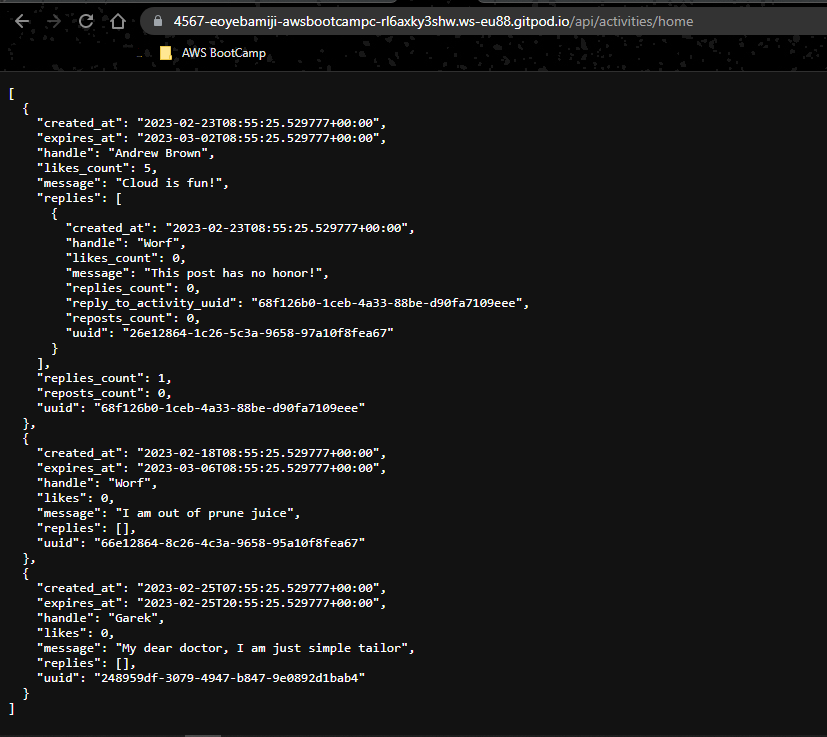 4567-eoyebamiji-awsbootcampc-rl6axky3shw.ws-eu88.gitpod.io/api/activities/home
AWS BootCamp
[
  {
    "created_at": "2023-02-23T08:55:25.529777+00:00",
    "expires_at": "2023-03-02T08:55:25.529777+00:00",
    "handle": "Andrew Brown",
    "likes_count": 5,
    "message": "Cloud is fun!",
    "replies": [
      {
        "created_at": "2023-02-23T08:55:25.529777+00:00",
        "handle": "Worf",
        "likes_count": 0,
        "message": "This post has no honor!",
        "replies_count": 0,
        "reply_to_activity_uuid": "68f126b0-1ceb-4a33-88be-d90fa7109eee",
        "reposts_count": 0,
        "uuid": "26e12864-1c26-5c3a-9658-97a10f8fea67"
      }
    ],
    "replies_count": 1,
    "reposts_count": 0,
    "uuid": "68f126b0-1ceb-4a33-88be-d90fa7109eee"
  },
  {
    "created_at": "2023-02-18T08:55:25.529777+00:00",
    "expires_at": "2023-03-06T08:55:25.529777+00:00",
    "handle": "Worf",
    "likes": 0,
    "message": "I am out of prune juice",
    "replies": [],
    "uuid": "66e12864-8c26-4c3a-9658-95a10f8fea67"
  },
  {
    "created_at": "2023-02-25T07:55:25.529777+00:00",
    "expires_at": "2023-02-25T20:55:25.529777+00:00",
    "handle": "Garek",
    "likes": 0,
    "message": "My dear doctor, I am just simple tailor",
    "replies": [],
    "uuid": "248959df-3079-4947-b847-9e0892d1bab4"
  }
]